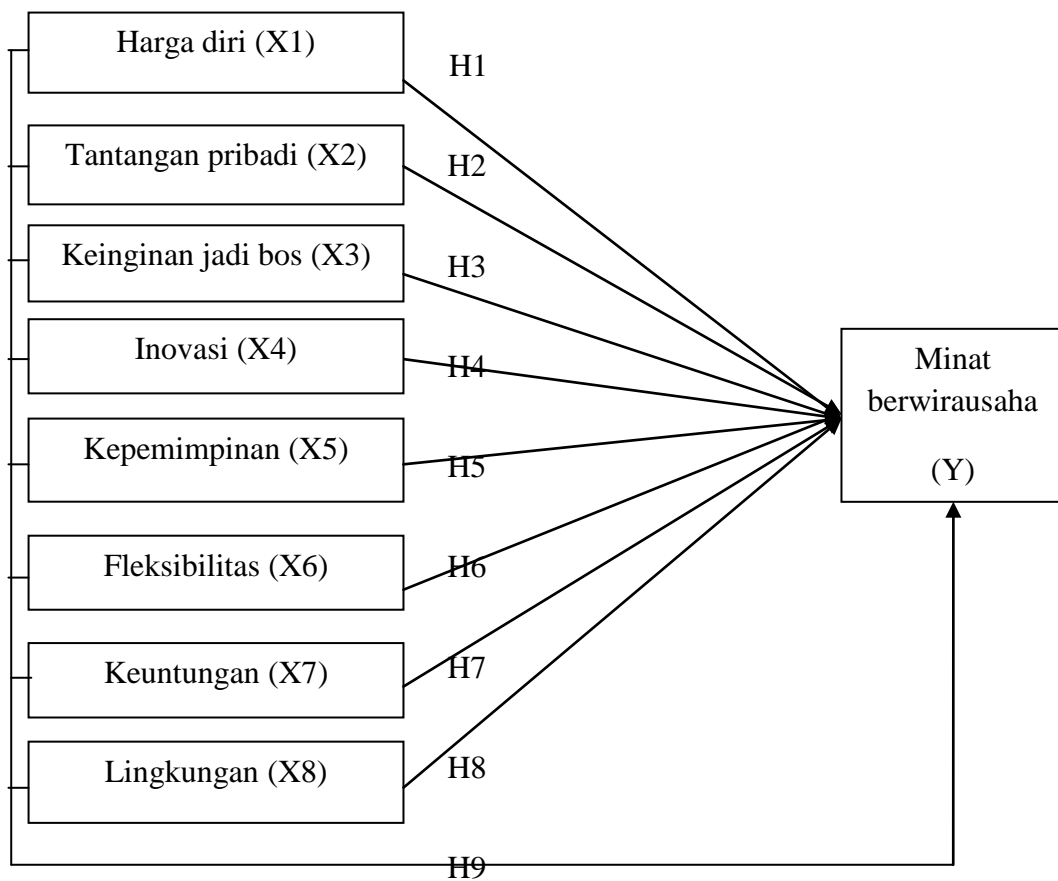 Harga diri (X1)
H1
Tantangan pribadi (X2)
H2
Keinginan jadi bos (X3)
H3
Inovasi (X4)
H4
Kepemimpinan (X5)
H5
Fleksibilitas (X6)
H6
Keuntungan (X7)
H7
Lingkungan (X8)
H8
H9
Minat
berwirausaha
(Y)